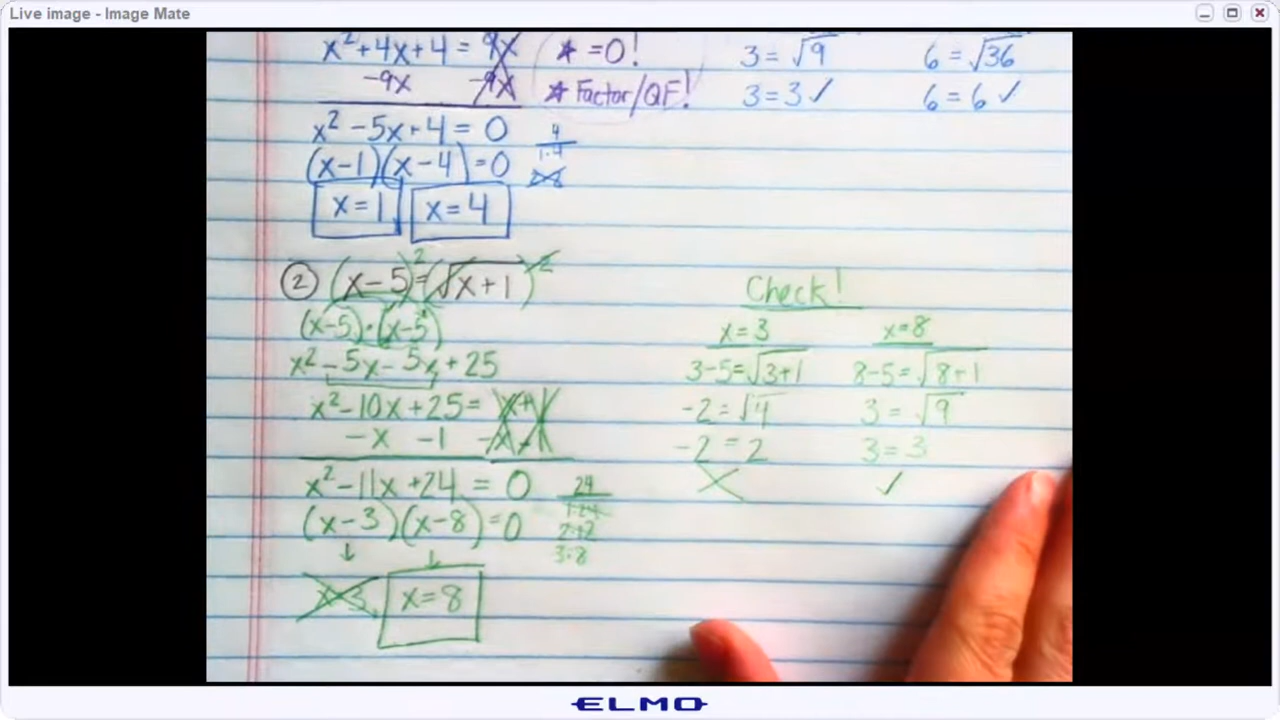 Live image - Image Mate
x² + 4x + 4 = 9x
-9x -9x
* = 0!
* Factor/QF!
x² - 5x + 4 = 0
(x - 1)(x - 4) = 0
4
1·4
2·2
x = 1 x = 4
3 = √9
3 = 3 ✓
6 = √36
6 = 6 ✓
② (x - 5)² = (√x + 1)²
(x - 5) • (x - 5)
x² - 5x - 5x + 25
x² - 10x + 25 = x + 1
- x - 1 - x - 1
x² - 11x + 24 = 0
(x - 3)(x - 8) = 0
24
1·24
2·12
3·8
x = 3 x = 8
Check!
x = 3
3 - 5 = √3 + 1
-2 = √4
-2 = 2
X
x = 8
8 - 5 = √8 + 1
3 = √9
3 = 3
✓
ELMO